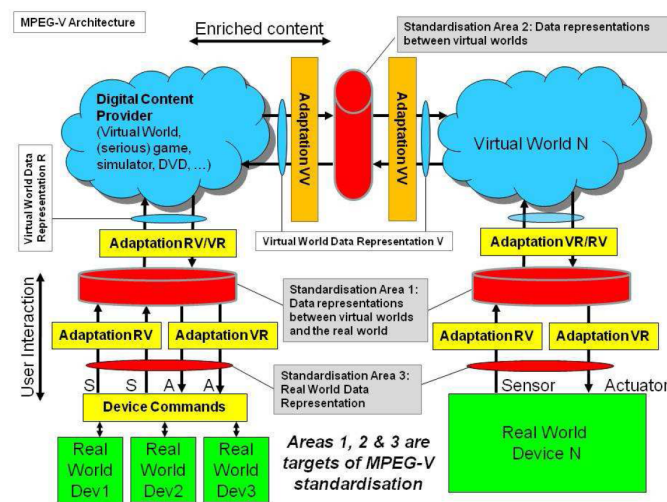 MPEG-V Architecture
Enriched content
Standardisation Area 2: Data representations
between virtual worlds
Digital Content
Provider
(Virtual World,
(serious) game,
simulator, DVD, ...)
Adaptation VV
Adaptation VV
Virtual World N
Virtual World Data
Representation R
Adaptation RV/VR
Virtual World Data Representation V
Adaptation VR/RV
User Interaction
Standardisation Area 1:
Data representations
between virtual worlds
and the real world
Adaptation RV
Adaptation VR
Adaptation RV
Adaptation VR
Standardisation Area 3:
Real World Data
Representation
S S A A
Sensor
Actuator
Device Commands
Real
World
Dev1
Real
World
Dev2
Real
World
Dev3
Areas 1, 2 & 3 are
targets of MPEG-V
standardisation
Real World
Device N